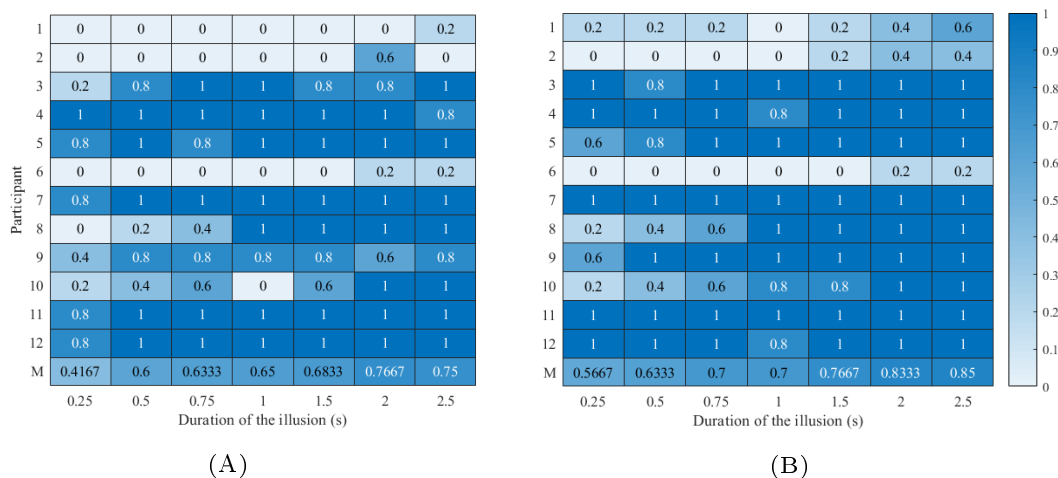 1 0 0 0 0 0 0 0.2
2 0 0 0 0 0 0.6 0
3 0.2 0.8 1 1 0.8 0.8 1
4 1 1 1 1 1 1 0.8
5 0.8 1 0.8 1 1 1 1
6 0 0 0 0 0 0.2 0.2
7 0.8 1 1 1 1 1 1
8 0 0.2 0.4 1 1 1 1
9 0.4 0.8 0.8 0.8 0.8 0.6 0.8
10 0.2 0.4 0.6 0 0.6 1 1
11 0.8 1 1 1 1 1 1
12 0.8 1 1 1 1 1 1
M 0.4167 0.6 0.6333 0.65 0.6833 0.7667 0.75
0.25 0.5 0.75 1 1.5 2 2.5
Participant
Duration of the illusion (s)
(A)
1 0.2 0.2 0.2 0 0.2 0.4 0.6
2 0 0 0 0 0.2 0.4 0.4
3 1 0.8 1 1 1 1 1
4 1 1 1 0.8 1 1 1
5 0.6 0.8 1 1 1 1 1
6 0 0 0 0 0 0.2 0.2
7 1 1 1 1 1 1 1
8 0.2 0.4 0.6 1 1 1 1
9 0.6 1 1 1 1 1 1
10 0.2 0.4 0.6 0.8 0.8 1 1
11 1 1 1 1 1 1 1
12 1 1 1 0.8 1 1 1
M 0.5667 0.6333 0.7 0.7 0.7667 0.8333 0.85
0.25 0.5 0.75 1 1.5 2 2.5
Duration of the illusion (s)
(B)
1
0.9
0.8
0.7
0.6
0.5
0.4
0.3
0.2
0.1
0